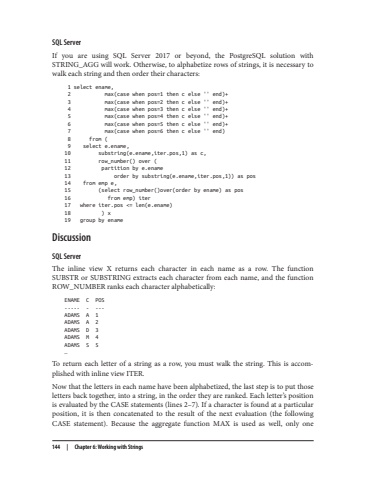 SQL Server
If you are using SQL Server 2017 or beyond, the PostgreSQL solution with
STRING_AGG will work. Otherwise, to alphabetize rows of strings, it is necessary to
walk each string and then order their characters:
1 select ename,
2 max(case when pos=1 then c else '' end)+
3 max(case when pos=2 then c else '' end)+
4 max(case when pos=3 then c else '' end)+
5 max(case when pos=4 then c else '' end)+
6 max(case when pos=5 then c else '' end)+
7 max(case when pos=6 then c else '' end)
8 from (
9 select e.ename,
10 substring(e.ename,iter.pos,1) as c,
11 row_number() over (
12 partition by e.ename
13 order by substring(e.ename,iter.pos,1)) as pos
14 from emp e,
15 (select row_number()over(order by ename) as pos
16 from emp) iter
17 where iter.pos <= len(e.ename)
18 ) x
19 group by ename
Discussion
SQL Server
The inline view X returns each character in each name as a row. The function
SUBSTR or SUBSTRING extracts each character from each name, and the function
ROW_NUMBER ranks each character alphabetically:
ENAME C POS
----- - ---
ADAMS A 1
ADAMS A 2
ADAMS D 3
ADAMS M 4
ADAMS S 5
…
To return each letter of a string as a row, you must walk the string. This is accom-
plished with inline view ITER.
Now that the letters in each name have been alphabetized, the last step is to put those
letters back together, into a string, in the order they are ranked. Each letter's position
is evaluated by the CASE statements (lines 2–7). If a character is found at a particular
position, it is then concatenated to the result of the next evaluation (the following
CASE statement). Because the aggregate function MAX is used as well, only one
144 | Chapter 6: Working with Strings